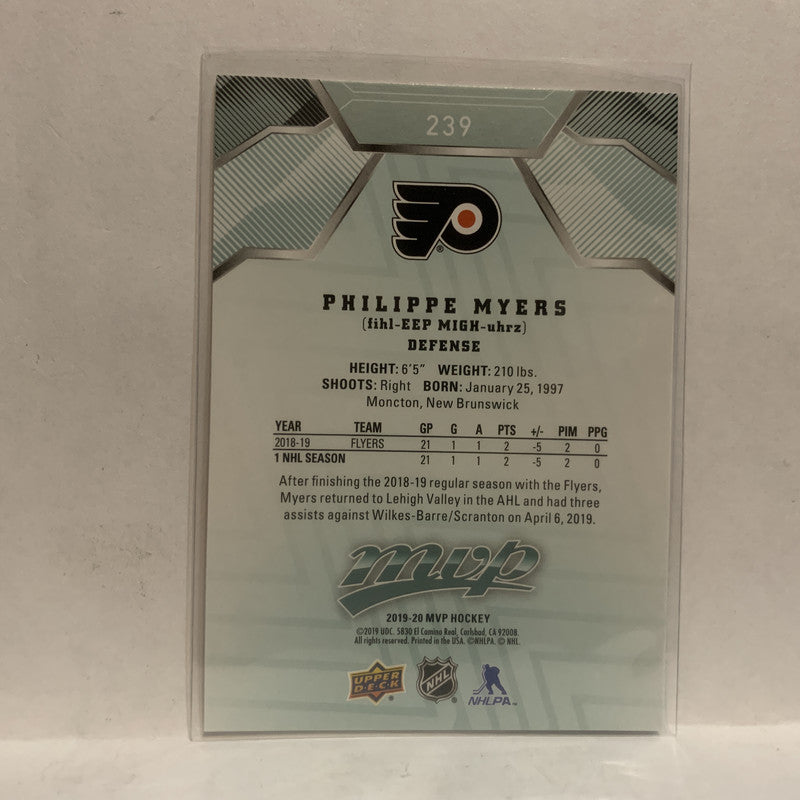 239
®
PHILIPPE MYERS
(fihl-EEP MIGH-uhrz)
DEFENSE
HEIGHT: 6'5" WEIGHT: 210 lbs.
SHOOTS: Right BORN: January 25, 1997
Moncton, New Brunswick
YEAR TEAM GP G A PTS +/- PIM PPG
2018-19 FLYERS 21 1 1 2 -5 2 0
1 NHL SEASON 21 1 1 2 -5 2 0
After finishing the 2018-19 regular season with the Flyers,
Myers returned to Lehigh Valley in the AHL and had three
assists against Wilkes-Barre/Scranton on April 6, 2019.
mvp
2019-20 MVP HOCKEY
©2019 UDC. 5830 El Camino Real, Carlsbad, CA 92008.
All rights reserved. Printed in the USA. ©NHLPA. © NHL.
UPPER DECK ® NHL ® NHLPA™